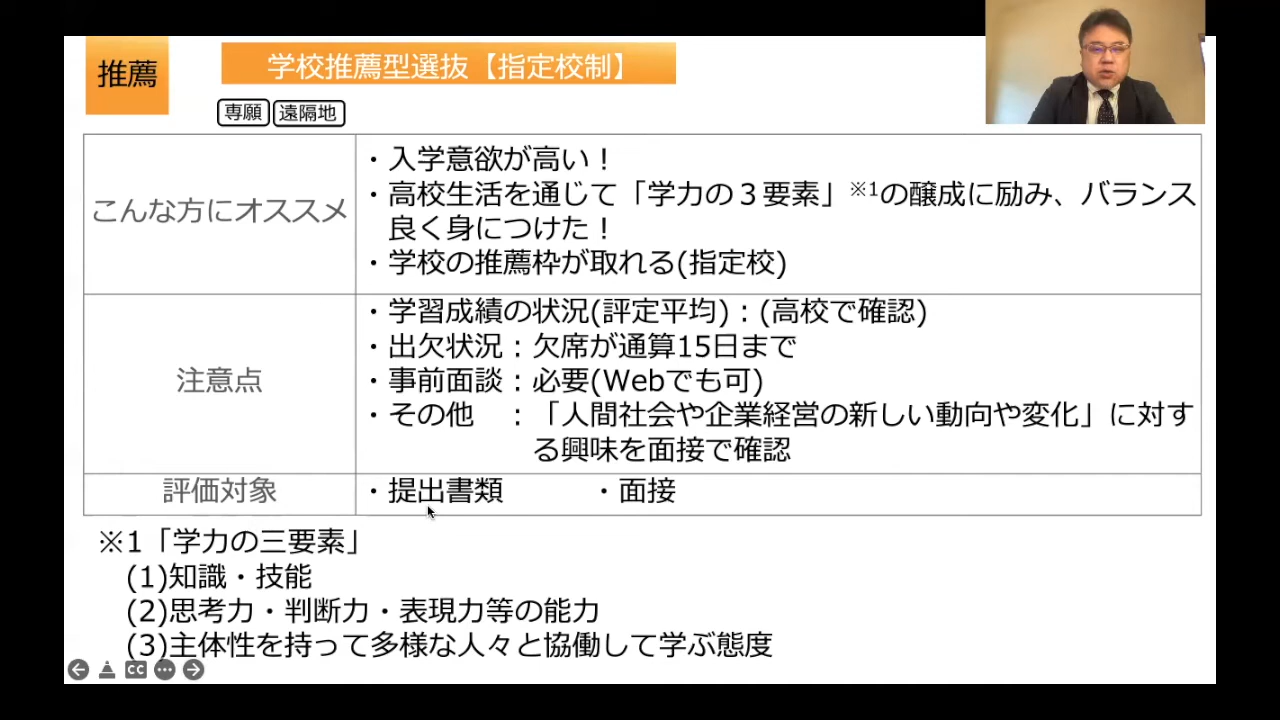 推薦
学校推薦型選抜【指定校制】
専願 遠隔地
こんな方にオススメ
・入学意欲が高い！
・高校生活を通じて「学力の３要素」※1の醸成に励み、バランス
良く身につけた！
・学校の推薦枠が取れる(指定校)
注意点
・学習成績の状況(評定平均)：(高校で確認)
・出欠状況：欠席が通算15日まで
・事前面談：必要(Webでも可)
・その他　：「人間社会や企業経営の新しい動向や変化」に対す
る興味を面接で確認
評価対象
・提出書類　　　・面接
※1「学力の三要素」
(1)知識・技能
(2)思考力・判断力・表現力等の能力
(3)主体性を持って多様な人々と協働して学ぶ態度
CC